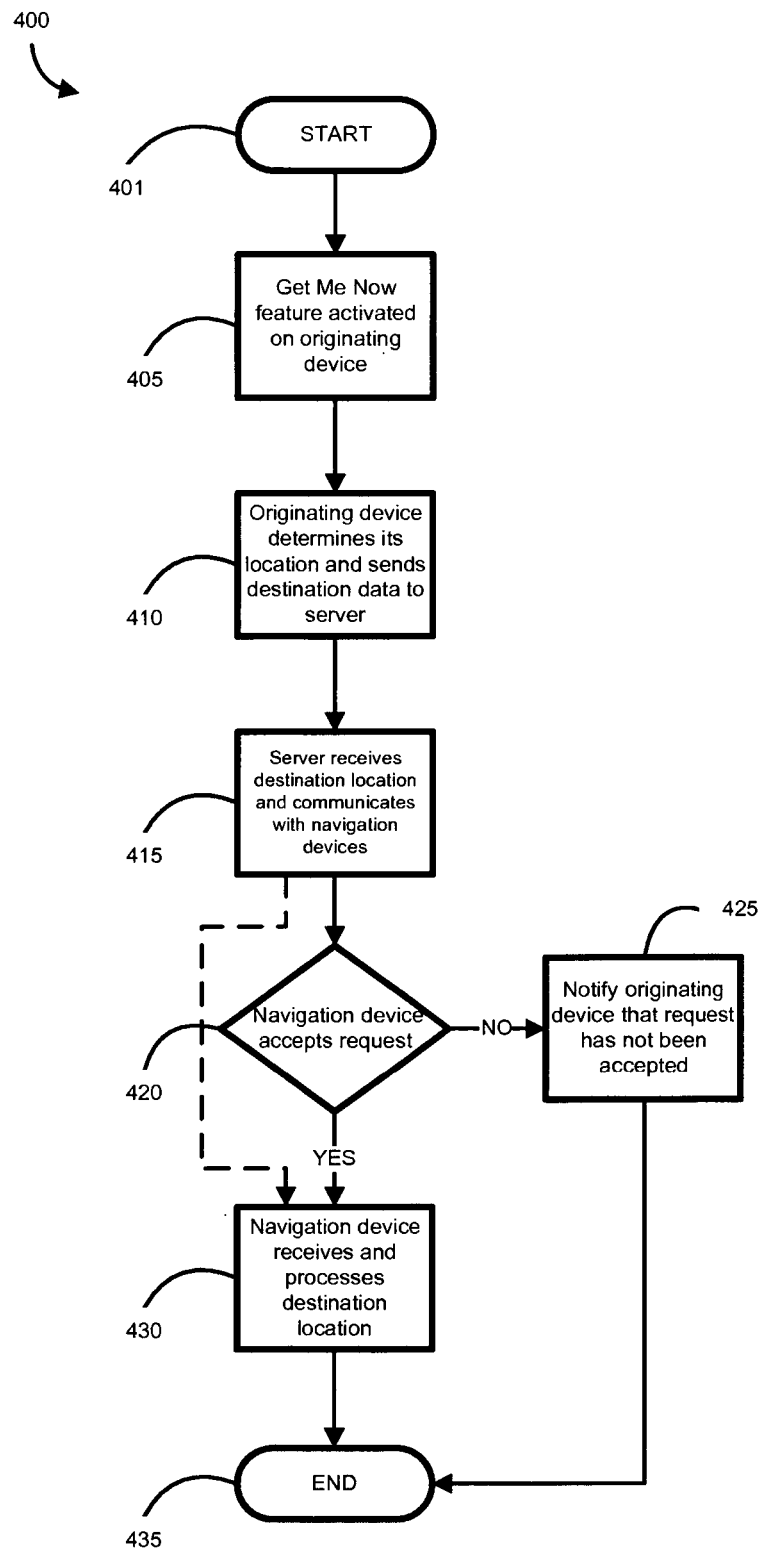 400
START
401
Get Me Now
feature activated
on originating
device
405
Originating device
determines its
location and sends
destination data to
server
410
Server receives
destination location
and communicates
with navigation
devices
415
425
Notify originating
device that request
has not been
accepted
Navigation device
accepts request
NO
420
YES
Navigation device
receives and
processes
destination
location
430
END
435